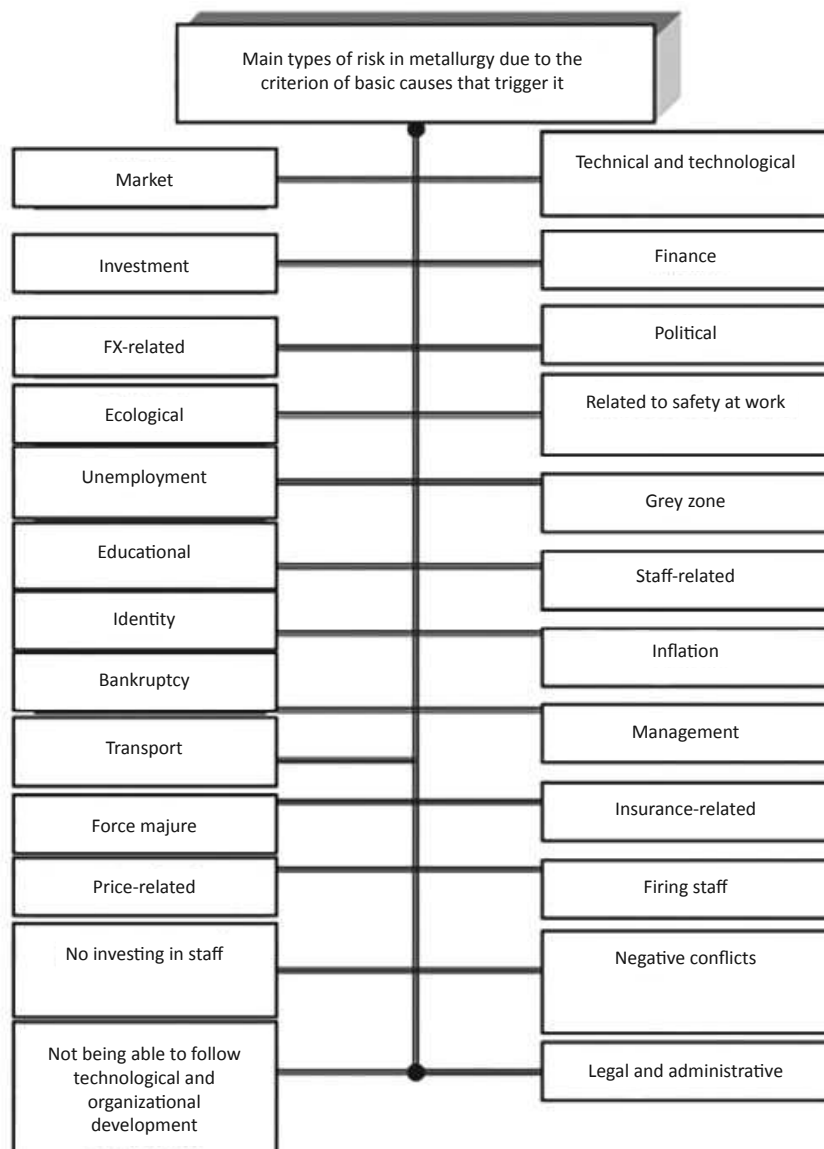 Main types of risk in metallurgy due to the
criterion of basic causes that trigger it
Market
Technical and technological
Investment
Finance
FX-related
Political
Ecological
Related to safety at work
Unemployment
Grey zone
Educational
Staff-related
Identity
Inflation
Bankruptcy
Management
Transport
Force majure
Insurance-related
Price-related
Firing staff
No investing in staff
Negative conflicts
Not being able to follow
technological and
organizational
development
Legal and administrative